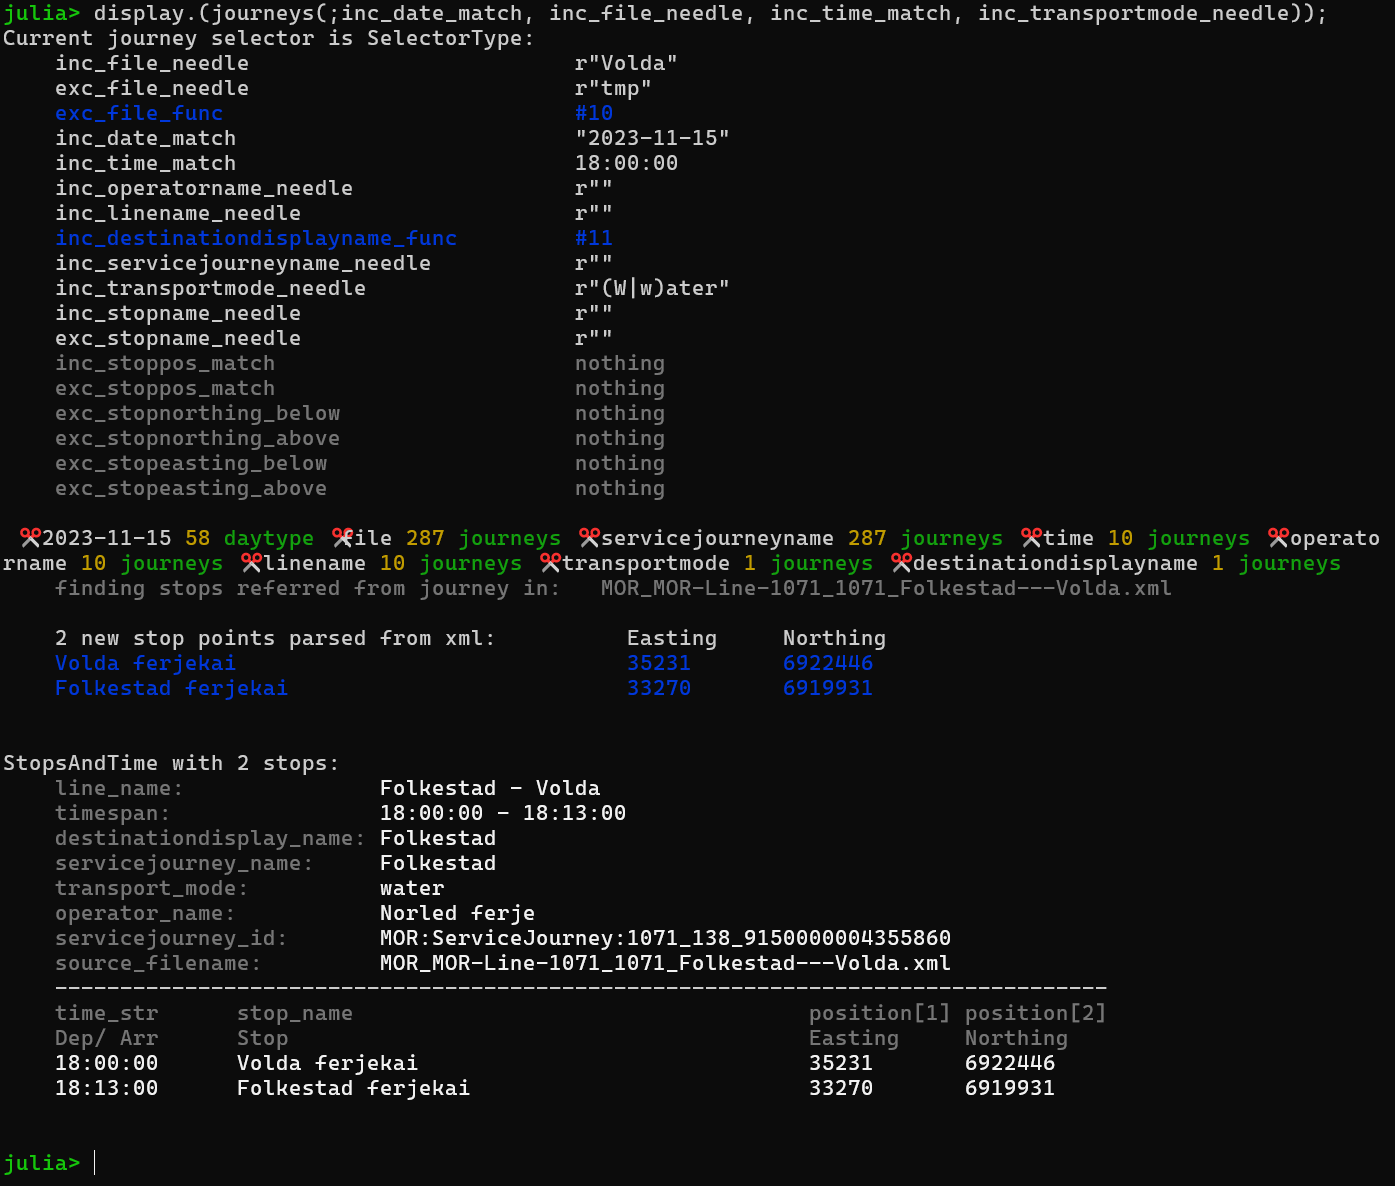 julia> display.(journeys(;inc_date_match, inc_file_needle, inc_time_match, inc_transportmode_needle));
Current journey selector is SelectorType:
    inc_file_needle                         r"Volda"
    exc_file_needle                         r"tmp"
    exc_file_func                           #10
    inc_date_match                          "2023-11-15"
    inc_time_match                          18:00:00
    inc_operatorname_needle                 r""
    inc_linename_needle                     r""
    inc_destinationdisplayname_func         #11
    inc_servicejourneyname_needle           r""
    inc_transportmode_needle                r"(W|w)ater"
    inc_stopname_needle                     r""
    exc_stopname_needle                     r""
    inc_stoppos_match                       nothing
    exc_stoppos_match                       nothing
    exc_stopnorthing_below                  nothing
    exc_stopnorthing_above                  nothing
    exc_stopeasting_below                   nothing
    exc_stopeasting_above                   nothing
 ✂2023-11-15 58 daytype ✂file 287 journeys ✂servicejourneyname 287 journeys ✂time 10 journeys ✂operato
rname 10 journeys ✂linename 10 journeys ✂transportmode 1 journeys ✂destinationdisplayname 1 journeys
    finding stops referred from journey in:   MOR_MOR-Line-1071_1071_Folkestad---Volda.xml
    2 new stop points parsed from xml:          Easting     Northing
    Volda ferjekai                              35231       6922446
    Folkestad ferjekai                          33270       6919931
StopsAndTime with 2 stops:
    line_name:               Folkestad - Volda
    timespan:                18:00:00 - 18:13:00
    destinationdisplay_name: Folkestad
    servicejourney_name:     Folkestad
    transport_mode:          water
    operator_name:           Norled ferje
    servicejourney_id:       MOR:ServiceJourney:1071_138_9150000004355860
    source_filename:         MOR_MOR-Line-1071_1071_Folkestad---Volda.xml
    ---------------------------------------------------------------------------------
    time_str      stop_name                                   position[1] position[2]
    Dep/ Arr      Stop                                        Easting     Northing
    18:00:00      Volda ferjekai                              35231       6922446
    18:13:00      Folkestad ferjekai                          33270       6919931
julia>